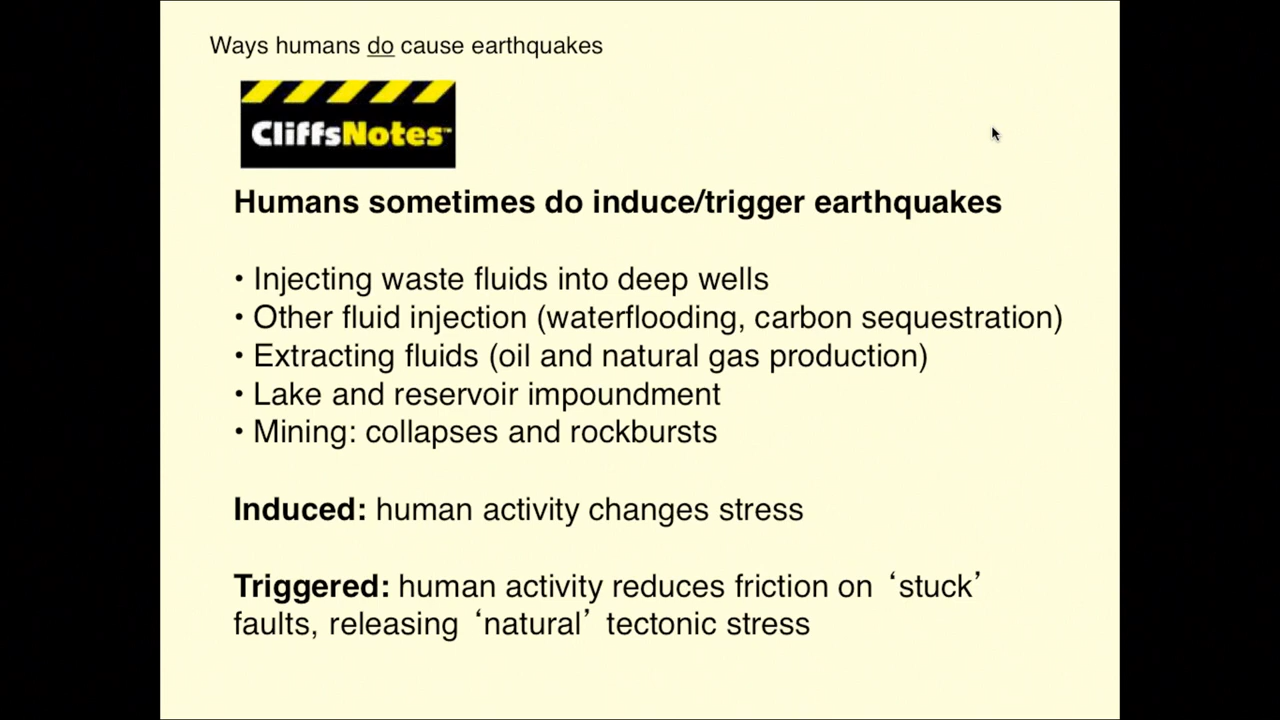 Ways humans do cause earthquakes
CliffsNotes™
Humans sometimes do induce/trigger earthquakes
• Injecting waste fluids into deep wells
• Other fluid injection (waterflooding, carbon sequestration)
• Extracting fluids (oil and natural gas production)
• Lake and reservoir impoundment
• Mining: collapses and rockbursts
Induced: human activity changes stress
Triggered: human activity reduces friction on ‘stuck’
faults, releasing ‘natural’ tectonic stress